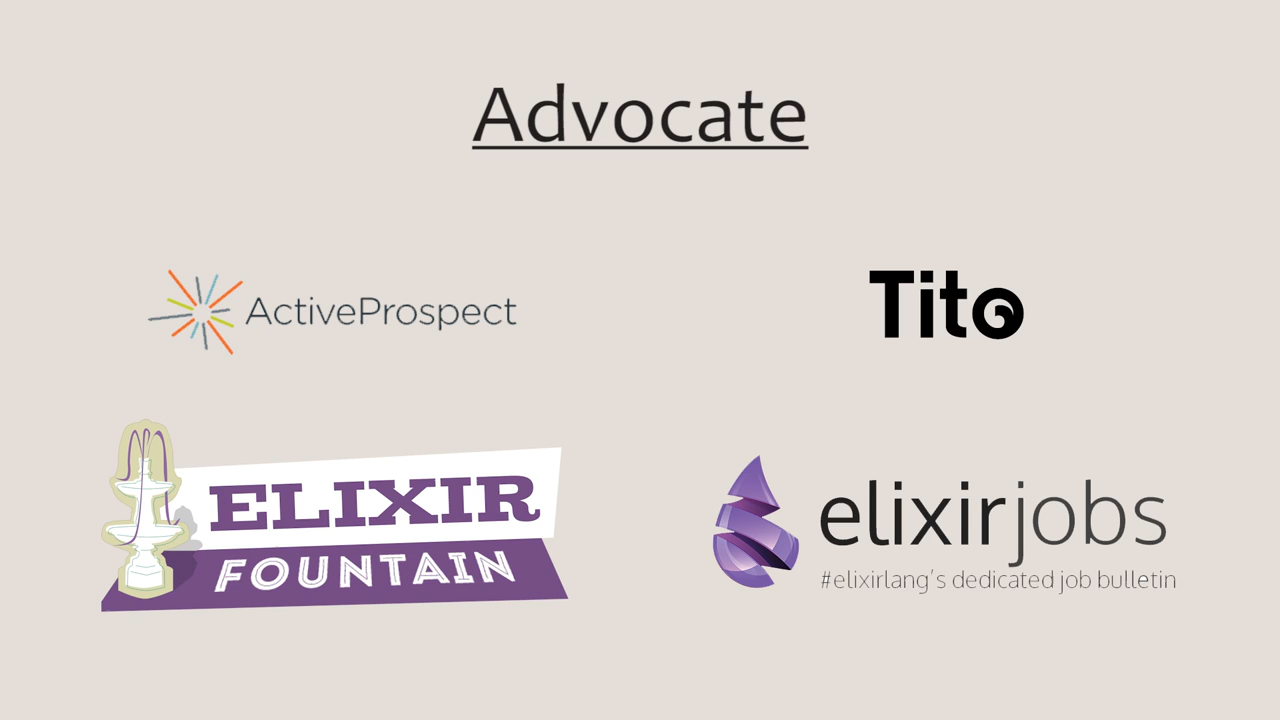 Advocate
ActiveProspect
Tito
ELIXIR
FOUNTAIN
elixirjobs
#elixirlang's dedicated job bulletin